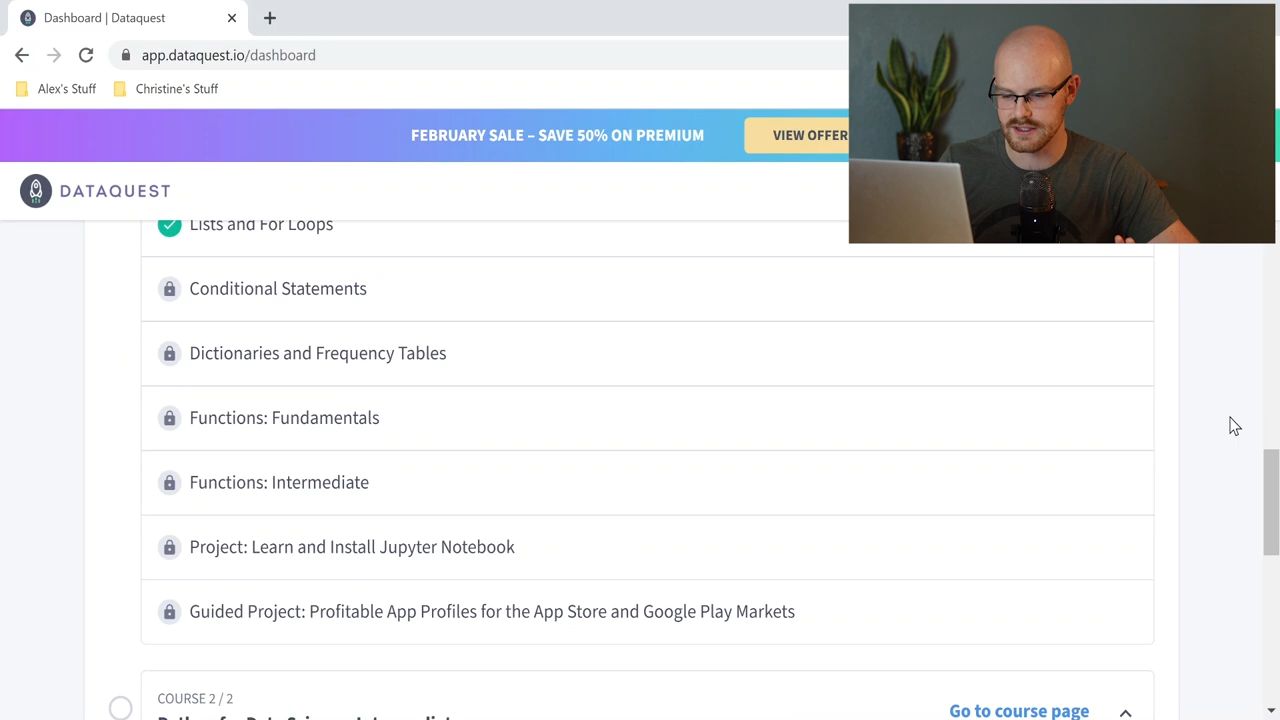 Dashboard | Dataquest
app.dataquest.io/dashboard
Alex's Stuff
Christine's Stuff
FEBRUARY SALE – SAVE 50% ON PREMIUM
VIEW OFFER
DATAQUEST
Lists and For Loops
Conditional Statements
Dictionaries and Frequency Tables
Functions: Fundamentals
Functions: Intermediate
Project: Learn and Install Jupyter Notebook
Guided Project: Profitable App Profiles for the App Store and Google Play Markets
COURSE 2 / 2
Go to course page